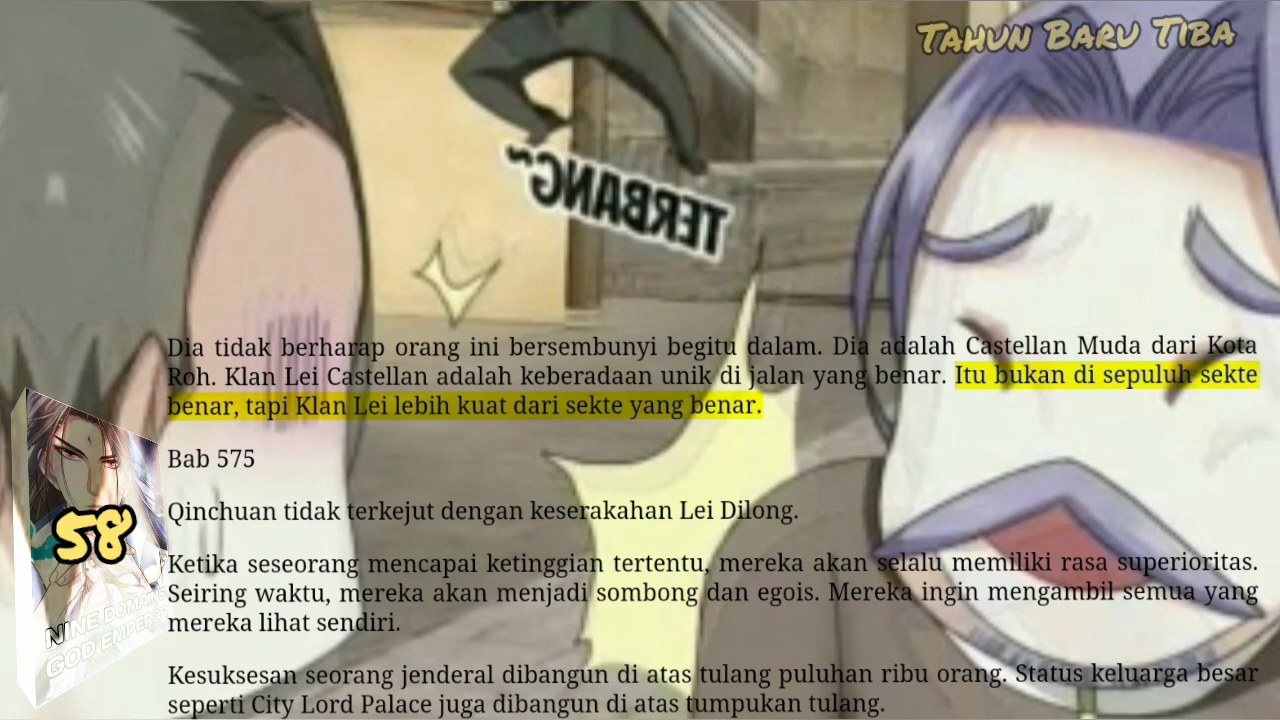 Tahun Baru Tiba
TERBANG~
Dia tidak berharap orang ini bersembunyi begitu dalam. Dia adalah Castellan Muda dari Kota
Roh. Klan Lei Castellan adalah keberadaan unik di jalan yang benar. Itu bukan di sepuluh sekte
benar, tapi Klan Lei lebih kuat dari sekte yang benar.
Bab 575
Qinchuan tidak terkejut dengan keserakahan Lei Dilong.
Ketika seseorang mencapai ketinggian tertentu, mereka akan selalu memiliki rasa superioritas.
Seiring waktu, mereka akan menjadi sombong dan egois. Mereka ingin mengambil semua yang
mereka lihat sendiri.
Kesuksesan seorang jenderal dibangun di atas tulang puluhan ribu orang. Status keluarga besar
seperti City Lord Palace juga dibangun di atas tumpukan tulang.
58
NINE DOMAINS
GOD EMPEROR